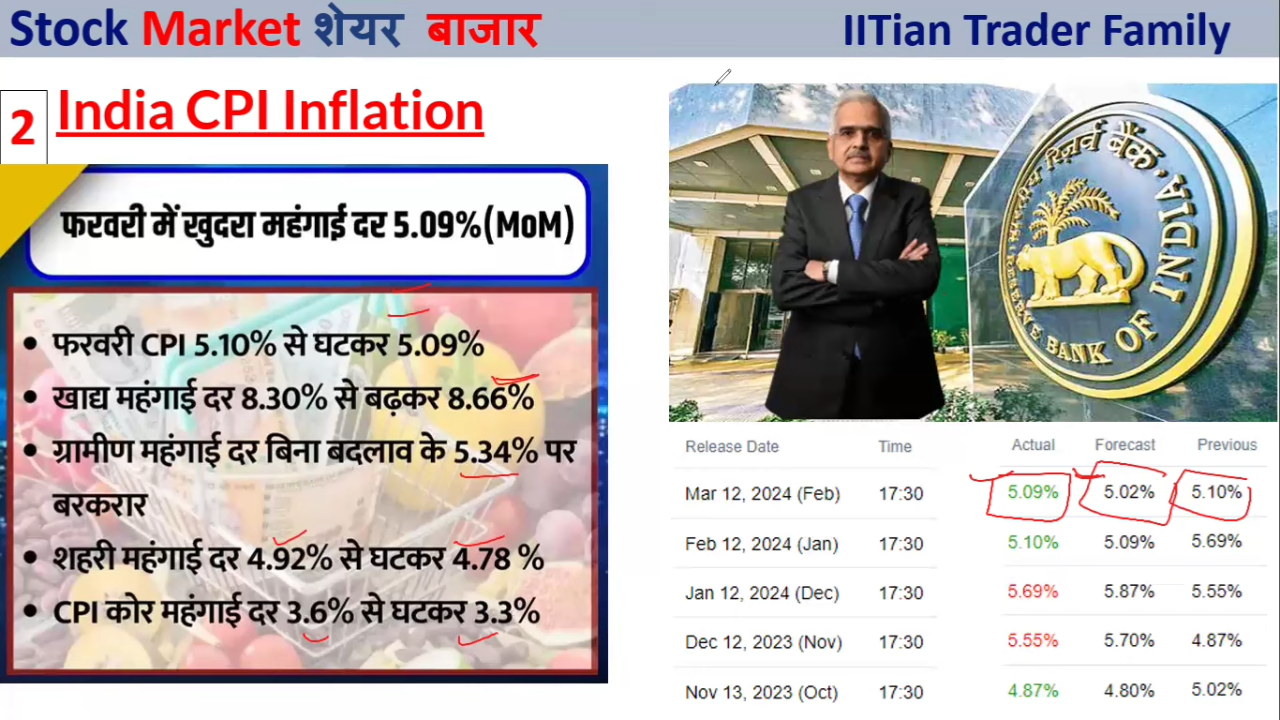 Stock Market शेयर बाजार
IITian Trader Family
2
India CPI Inflation
फरवरी में खुदरा महंगाई दर 5.09%(MoM)
• फरवरी CPI 5.10% से घटकर 5.09%
• खाद्य महंगाई दर 8.30% से बढ़कर 8.66%
• ग्रामीण महंगाई दर बिना बदलाव के 5.34% पर
बरकरार
• शहरी महंगाई दर 4.92% से घटकर 4.78 %
• CPI कोर महंगाई दर 3.6% से घटकर 3.3%
रिज़र्व बैंक
BANK OF INDIA
Release Date Time Actual Forecast Previous
Mar 12, 2024 (Feb) 17:30 5.09% 5.02% 5.10%
Feb 12, 2024 (Jan) 17:30 5.10% 5.09% 5.69%
Jan 12, 2024 (Dec) 17:30 5.69% 5.87% 5.55%
Dec 12, 2023 (Nov) 17:30 5.55% 5.70% 4.87%
Nov 13, 2023 (Oct) 17:30 4.87% 4.80% 5.02%